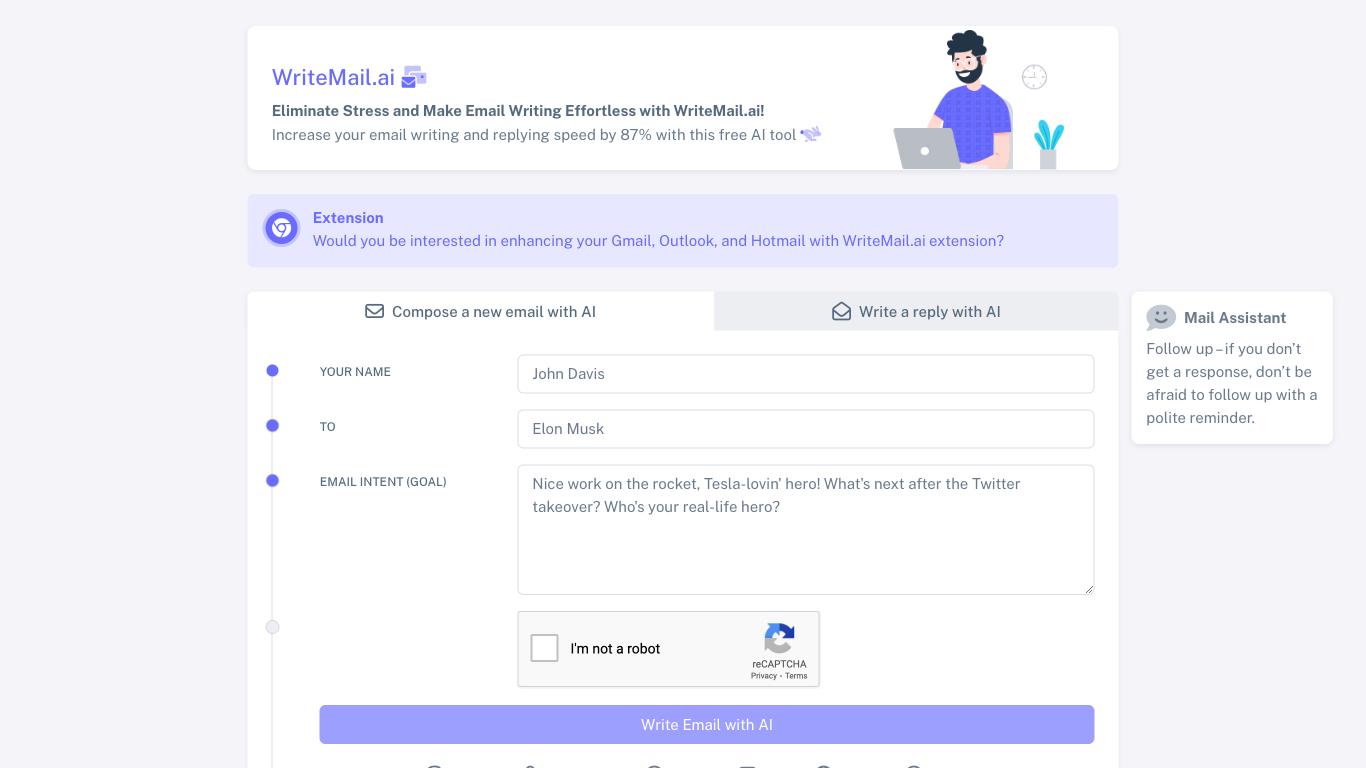 WriteMail.ai
Eliminate Stress and Make Email Writing Effortless with WriteMail.ai!
Increase your email writing and replying speed by 87% with this free AI tool
Extension
Would you be interested in enhancing your Gmail, Outlook, and Hotmail with WriteMail.ai extension?
Compose a new email with AI
Write a reply with AI
Mail Assistant
Follow up – if you don't
get a response, don't be
afraid to follow up with a
polite reminder.
YOUR NAME
John Davis
TO
Elon Musk
EMAIL INTENT (GOAL)
Nice work on the rocket, Tesla-lovin' hero! What's next after the Twitter
takeover? Who's your real-life hero?
I'm not a robot
reCAPTCHA
Privacy - Terms
Write Email with AI